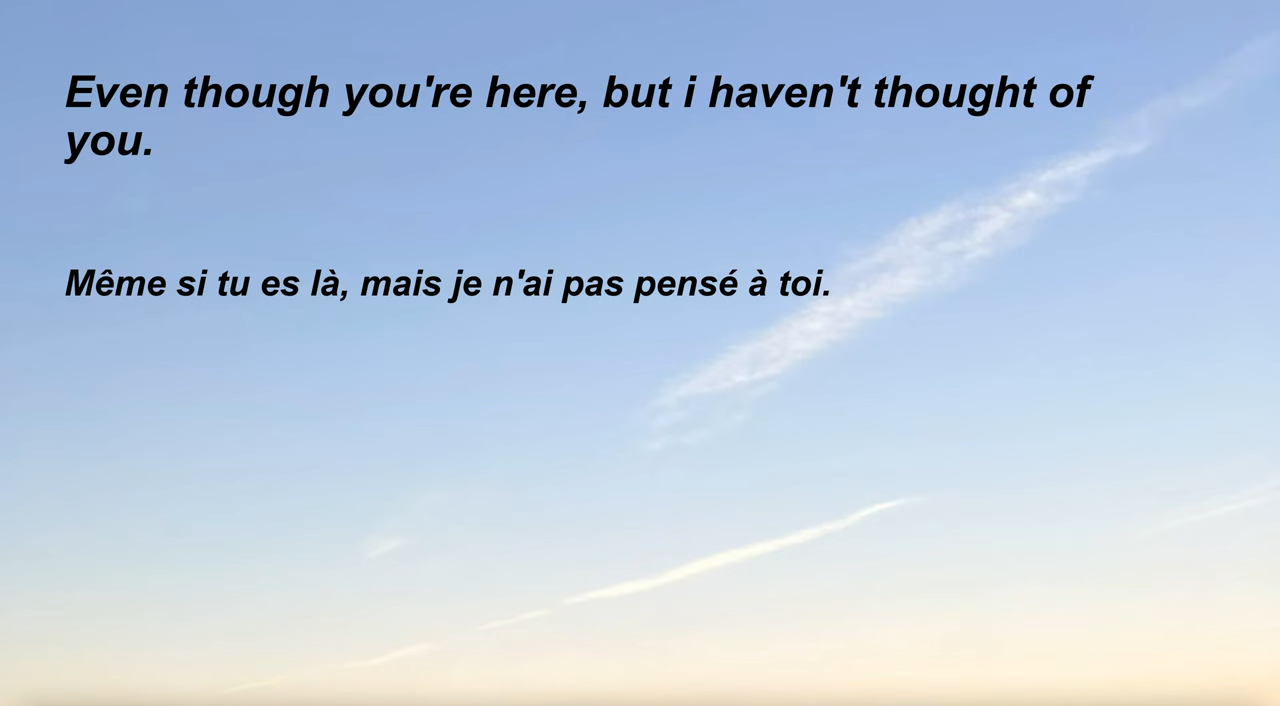 Even though you're here, but i haven't thought of
you.
Même si tu es là, mais je n'ai pas pensé à toi.